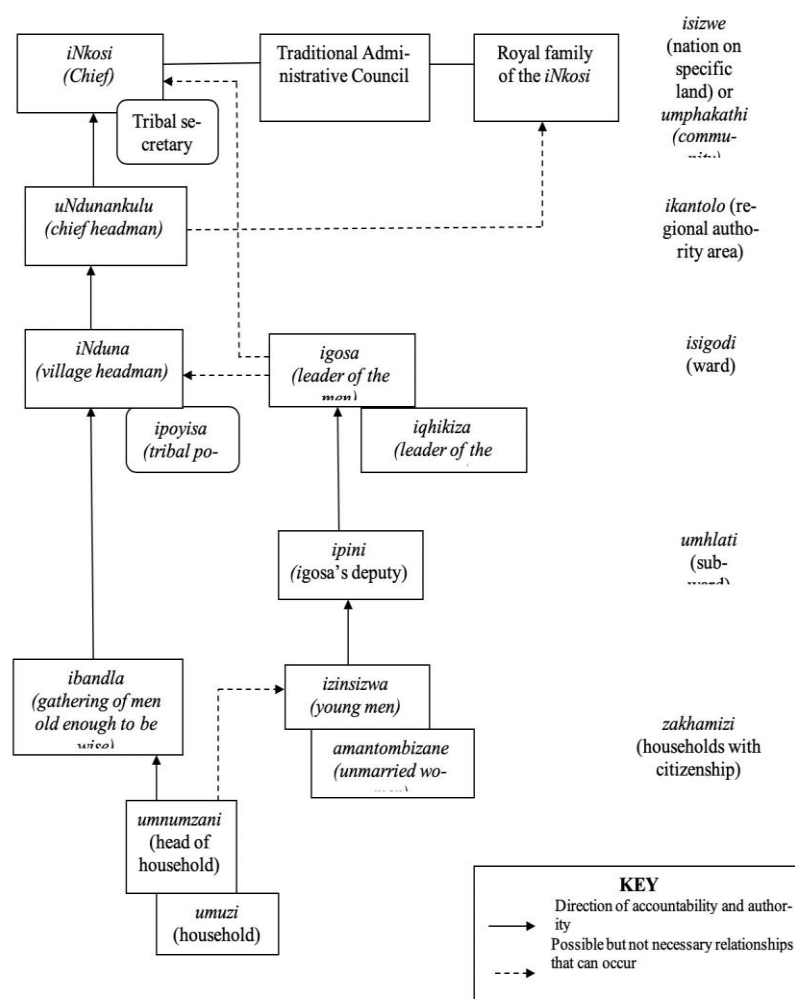 iNkosi
(Chief)
Traditional Admi-
nistrative Council
Royal family
of the iNkosi
isizwe
(nation on
specific
land) or
umphakathi
(commu-
Tribal se-
cretary
uNdunankulu
(chief headman)
ikantolo (re-
gional autho-
rity area)
iNduna
(village headman)
igosa
(leader of the
men)
isigodi
(ward)
ipoyisa
(tribal po-
iqhikiza
(leader of the
ipini
(igosa's deputy)
umhlati
(sub-
ward)
ibandla
(gathering of men
old enough to be
wise)
izinsizwa
(young men)
amantombizane
(unmarried wo-
zakhamizi
(households with
citizenship)
umnumzani
(head of
household)
umuzi
(household)
KEY
Direction of accountability and author-
ity
Possible but not necessary relationships
that can occur